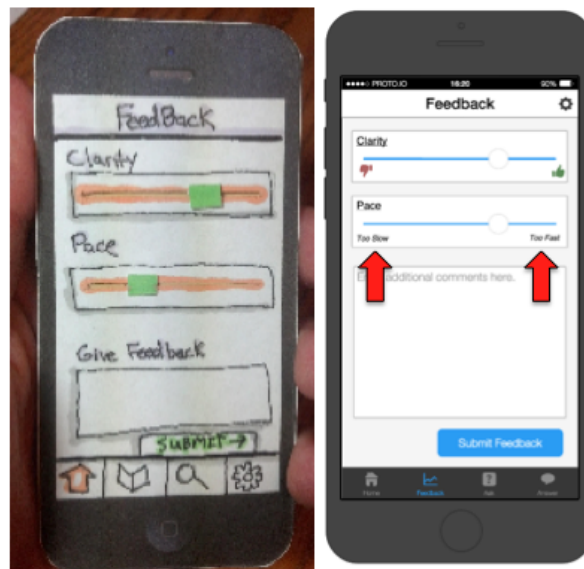 FeedBack
Clarity
Pace
Give Feedback
SUBMIT→
PROTO.IO 16:20 90%
Feedback
Clarity
Pace
Too Slow Too Fast
additional comments here.
Submit Feedback
Home Feedback Ask Answer